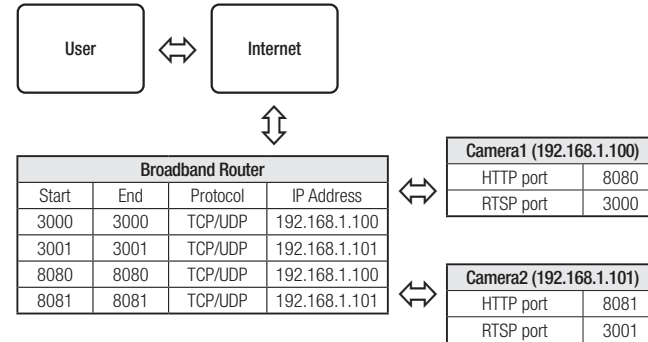 User
Internet
Broadband Router
Start End Protocol IP Address
3000 3000 TCP/UDP 192.168.1.100
3001 3001 TCP/UDP 192.168.1.101
8080 8080 TCP/UDP 192.168.1.100
8081 8081 TCP/UDP 192.168.1.101
Camera1 (192.168.1.100)
HTTP port 8080
RTSP port 3000
Camera2 (192.168.1.101)
HTTP port 8081
RTSP port 3001